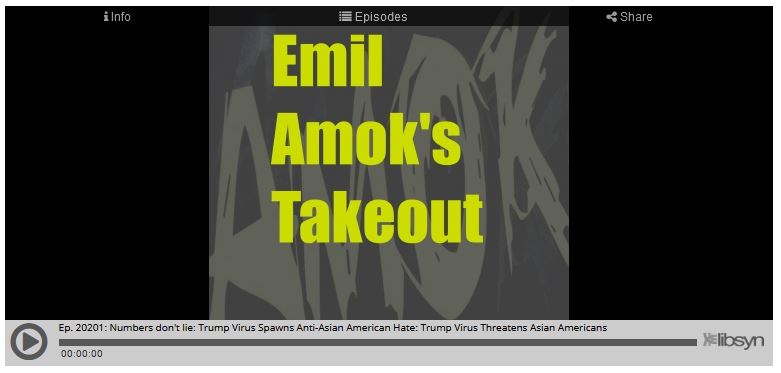 Info
Episodes
Share
Emil
Amok's
Takeout
AMOK
Ep. 20201: Numbers don't lie: Trump Virus Spawns Anti-Asian American Hate: Trump Virus Threatens Asian Americans
00:00:00
libsyn